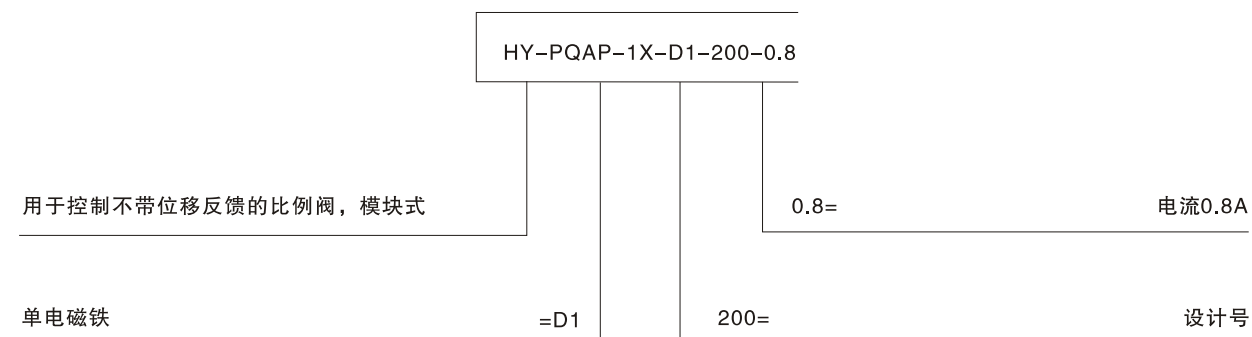 HY-PQAP-1X-D1-200-0.8
用于控制不带位移反馈的比例阀，模块式
0.8= 电流0.8A
单电磁铁 =D1
200= 设计号